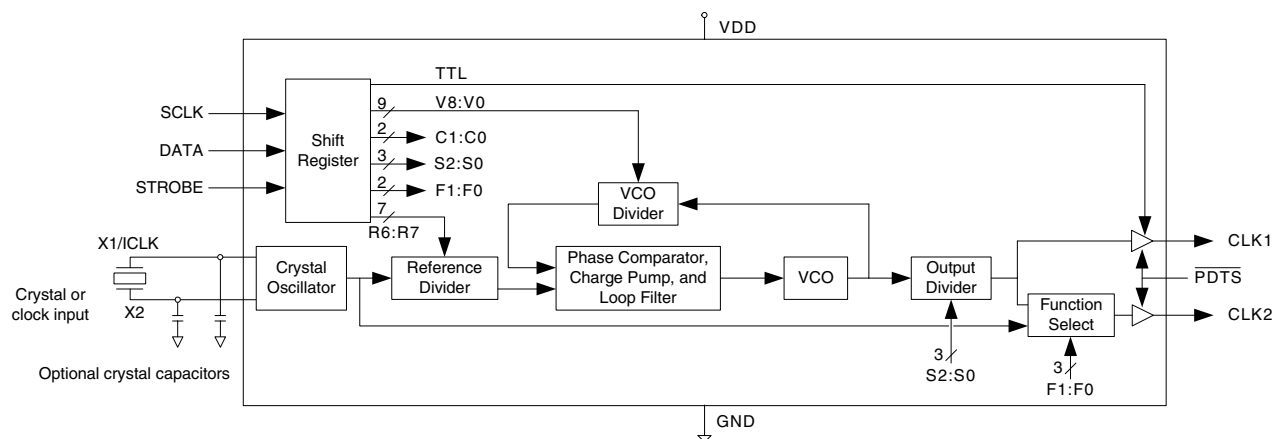 VDD
TTL
SCLK
DATA
STROBE
Shift
Register
9
V8:V0
2
C1:C0
3
S2:S0
2
F1:F0
7
R6:R7
VCO
Divider
X1/ICLK
X2
Crystal or
clock input
Optional crystal capacitors
Crystal
Oscillator
Reference
Divider
Phase Comparator,
Charge Pump, and
Loop Filter
VCO
Output
Divider
Function
Select
CLK1
PDTS
CLK2
3
S2:S0
3
F1:F0
GND